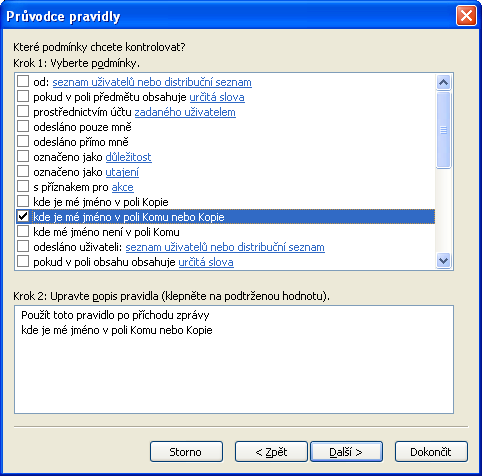 Průvodce pravidly
Které podmínky chcete kontrolovat?
Krok 1: Vyberte podmínky.
od: seznam uživatelů nebo distribuční seznam
pokud v poli předmětu obsahuje určitá slova
prostřednictvím účtu zadaného uživatelem
odesláno pouze mně
odesláno přímo mně
označeno jako důležitost
označeno jako utajení
s příznakem pro akce
kde je mé jméno v poli Kopie
kde je mé jméno v poli Komu nebo Kopie
kde mé jméno není v poli Komu
odesláno uživateli: seznam uživatelů nebo distribuční seznam
pokud v poli obsahu obsahuje určitá slova
Krok 2: Upravte popis pravidla (klepněte na podtrženou hodnotu).
Použít toto pravidlo po příchodu zprávy
kde je mé jméno v poli Komu nebo Kopie
Storno
< Zpět
Další >
Dokončit